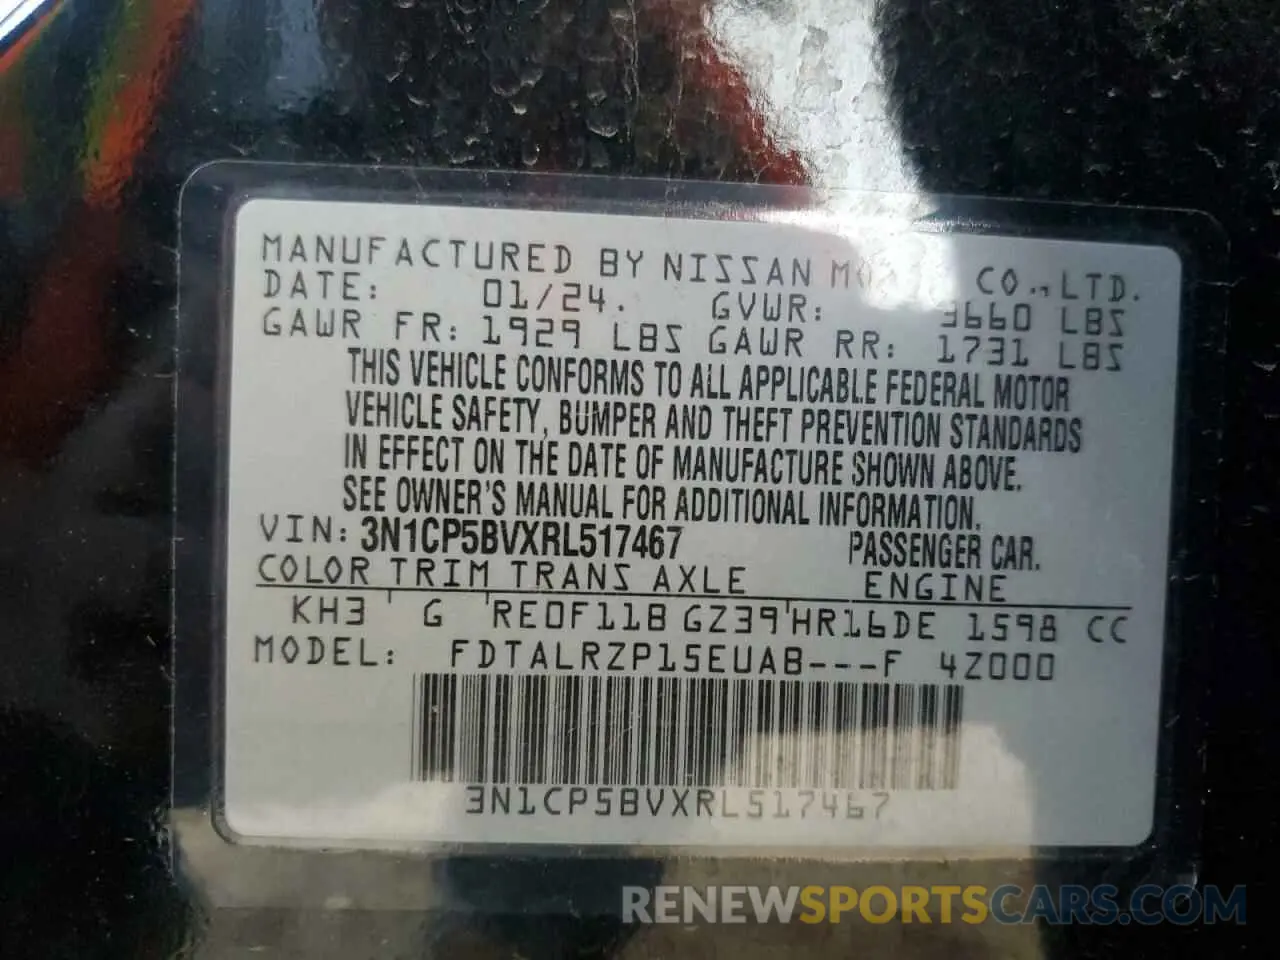 MANUFACTURED BY NISSAN CO., LTD.
DATE: 01/24. GVWR: 3660 LBS
GAWR FR: 1929 LBS GAWR RR: 1731 LBS
THIS VEHICLE CONFORMS TO ALL APPLICABLE FEDERAL MOTOR
VEHICLE SAFETY, BUMPER AND THEFT PREVENTION STANDARDS
IN EFFECT ON THE DATE OF MANUFACTURE SHOWN ABOVE.
SEE OWNER'S MANUAL FOR ADDITIONAL INFORMATION.
VIN: 3N1CP5BVXRL517467 PASSENGER CAR.
COLOR TRIM TRANS AXLE ENGINE
KH3 G RE0F11B GZ39 HR16DE 1598 CC
MODEL: FDTALRZP15EUAB---F 4Z000
3N1CP5BVXRL517467
RENEWSPORTSCARS.COM